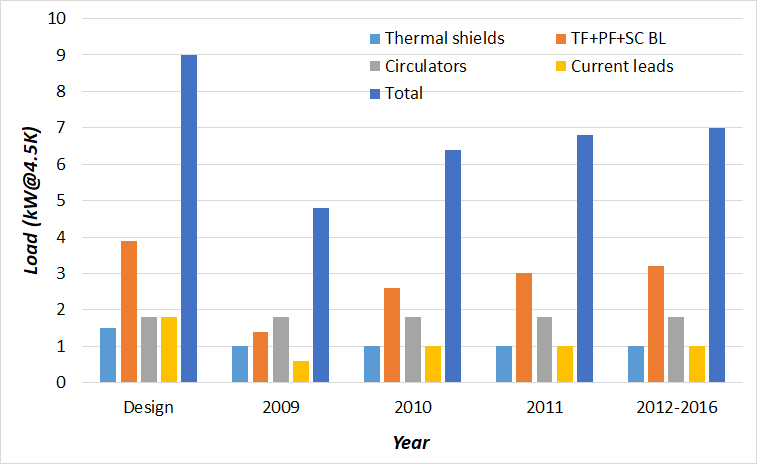 10
9
8
7
6
5
4
3
2
1
0
Load (kW@4.5K)
Thermal shields
TF+PF+SC BL
Circulators
Current leads
Total
Design
2009
2010
2011
2012-2016
Year